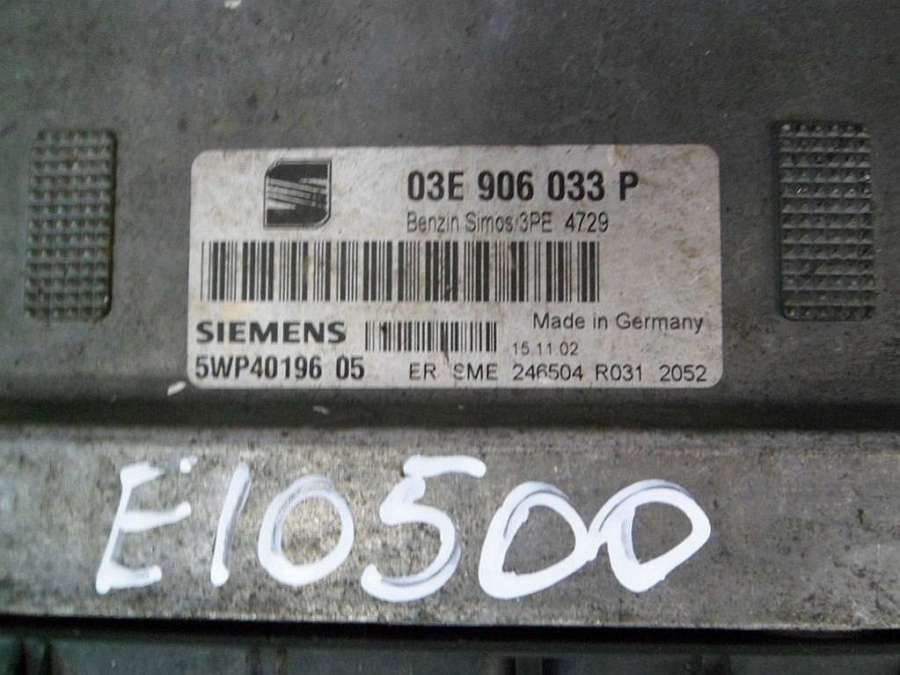 03E 906 033 P
Benzin Simos/3PE 4729
Made in Germany
SIEMENS
15.11.02
5WP40196 05 ER SME 246504 R031 2052
E10500